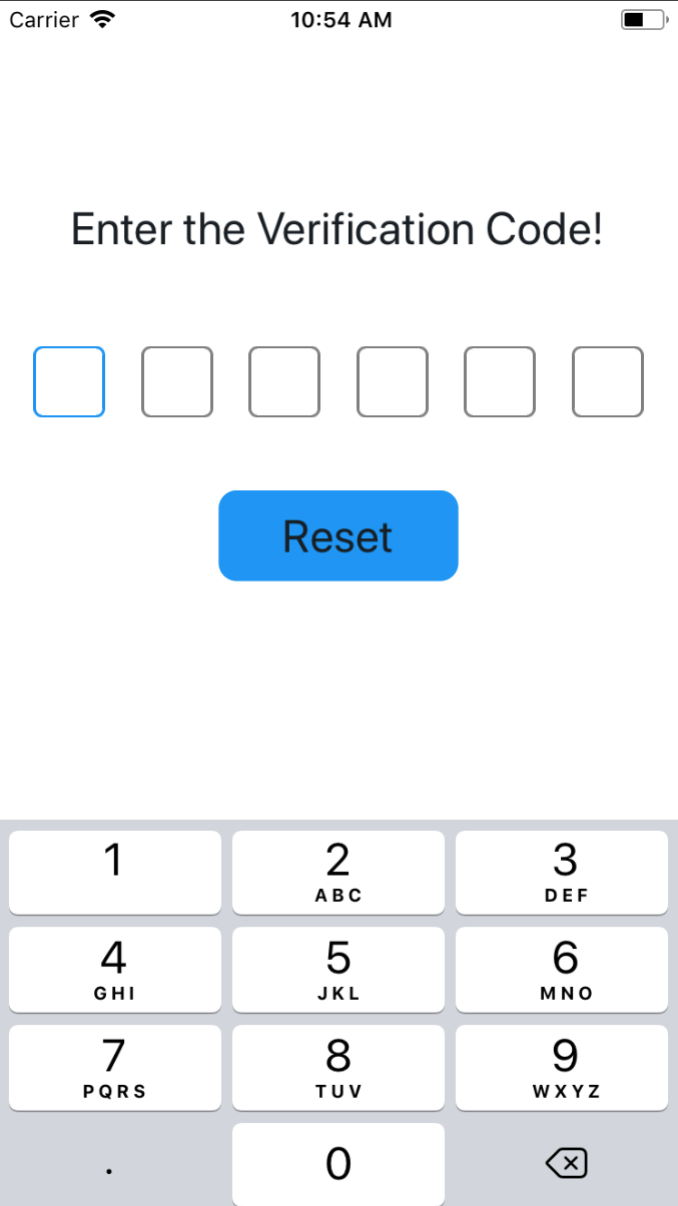 Carrier 10:54 AM
Enter the Verification Code!
Reset
1 2 3
ABC DEF
4 5 6
GHI JKL MNO
7 8 9
PQRS TUV WXYZ
. 0